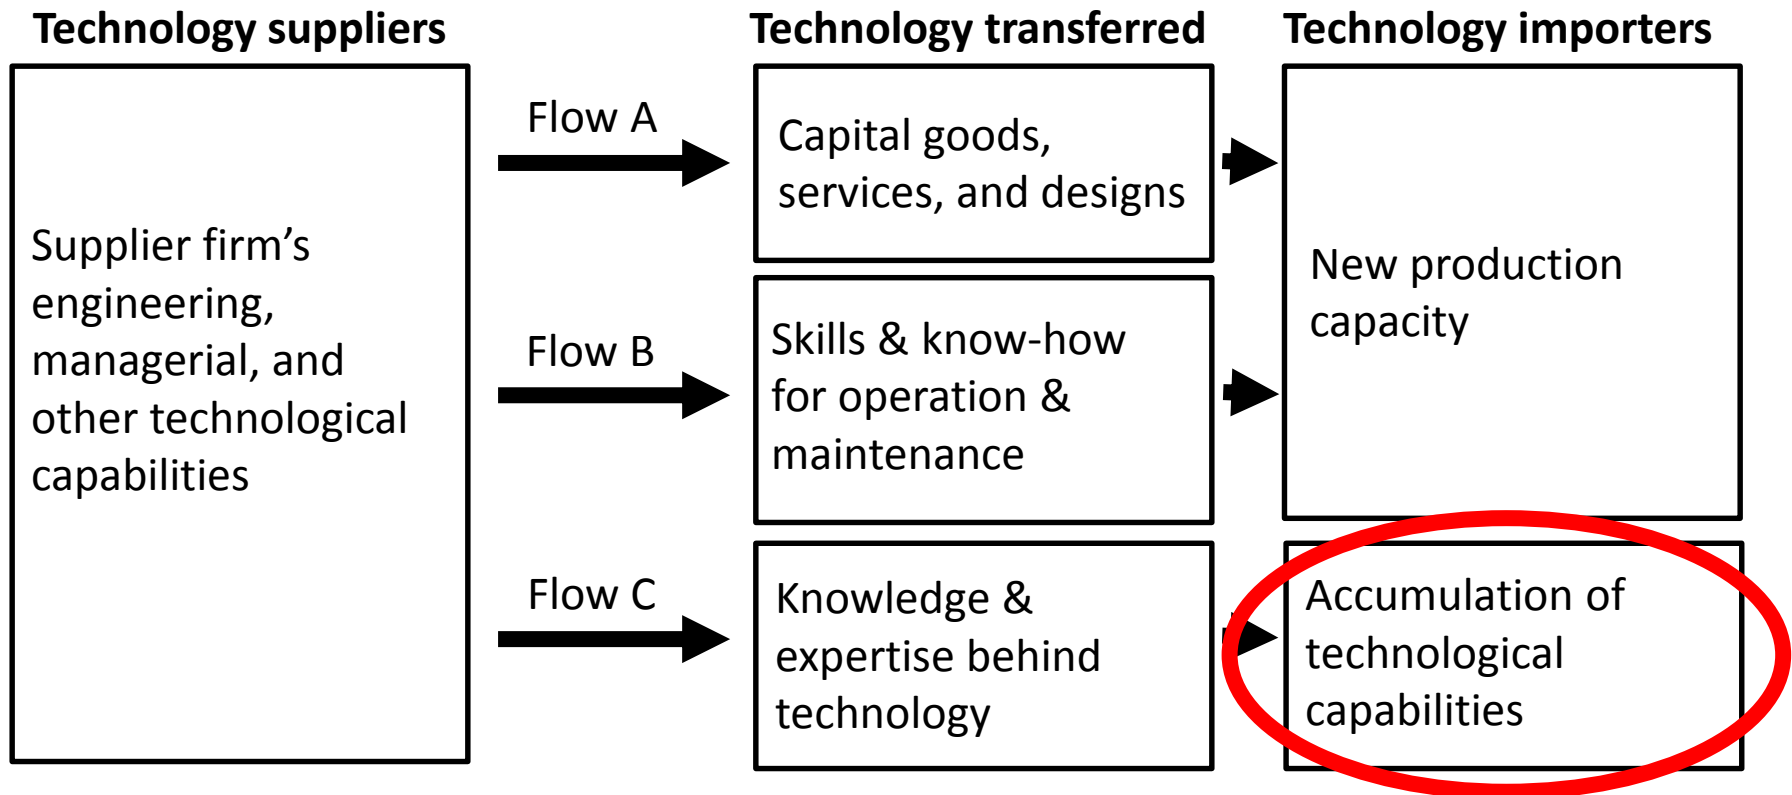 Technology suppliers
Technology transferred
Technology importers
Supplier firm’s
engineering,
managerial, and
other technological
capabilities
Flow A
Capital goods,
services, and designs
Flow B
Skills & know-how
for operation &
maintenance
New production
capacity
Flow C
Knowledge &
expertise behind
technology
Accumulation of
technological
capabilities